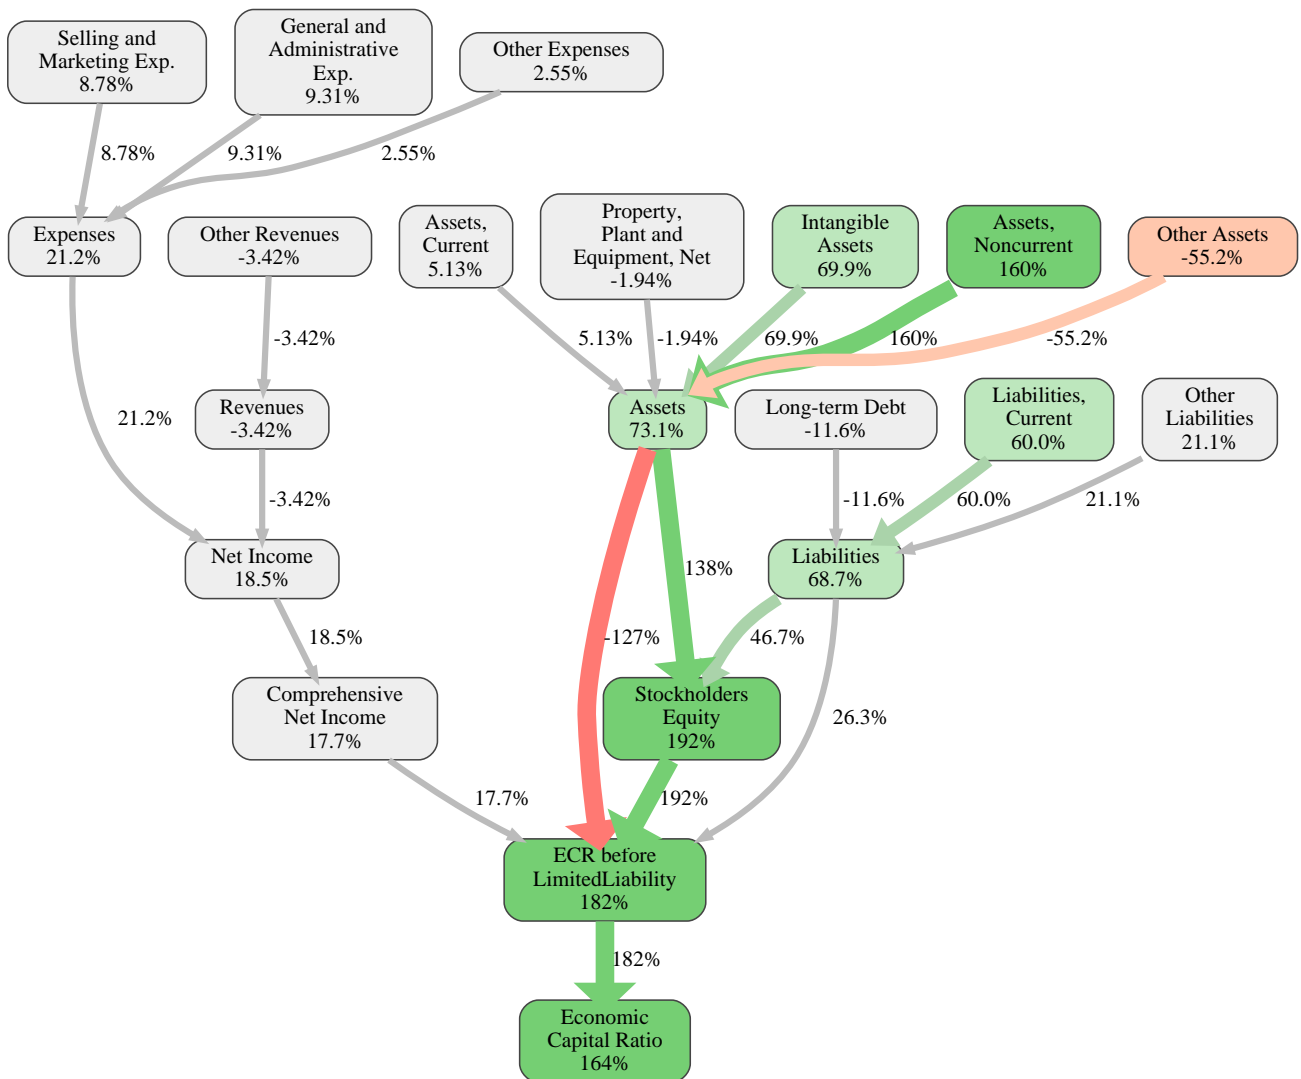 Selling and
Marketing Exp.
8.78%
General and
Administrative
Exp.
9.31%
Other Expenses
2.55%
8.78%
9.31%
2.55%
Expenses
21.2%
Other Revenues
-3.42%
Assets,
Current
5.13%
Property,
Plant and
Equipment, Net
-1.94%
Intangible
Assets
69.9%
Assets,
Noncurrent
160%
Other Assets
-55.2%
-3.42%
5.13%
-1.94%
69.9%
160%
-55.2%
21.2%
Revenues
-3.42%
Assets
73.1%
Long-term Debt
-11.6%
Liabilities,
Current
60.0%
Other
Liabilities
21.1%
-3.42%
-11.6%
60.0%
21.1%
Net Income
18.5%
138%
Liabilities
68.7%
18.5%
-127%
46.7%
Comprehensive
Net Income
17.7%
Stockholders
Equity
192%
26.3%
17.7%
192%
ECR before
LimitedLiability
182%
182%
Economic
Capital Ratio
164%